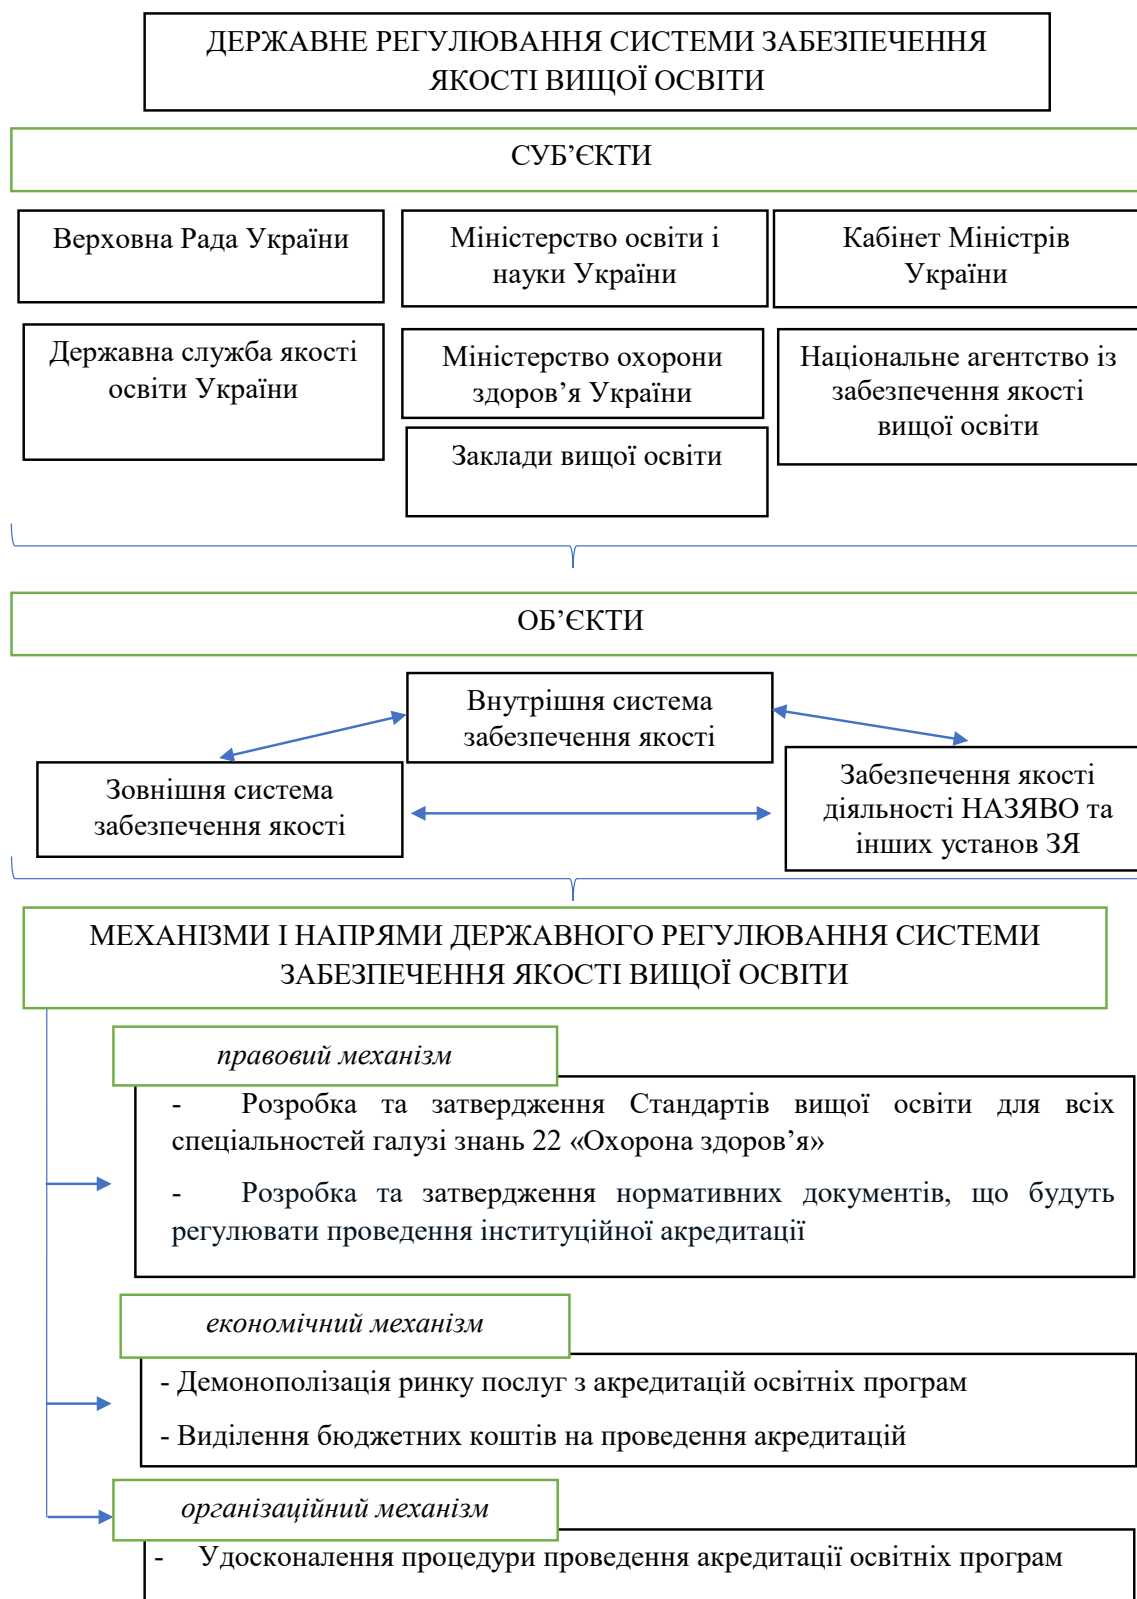 ДЕРЖАВНЕ РЕГУЛЮВАННЯ СИСТЕМИ ЗАБЕЗПЕЧЕННЯ
ЯКОСТІ ВИЩОЇ ОСВІТИ
СУБ’ЄКТИ
Верховна Рада України
Міністерство освіти і
науки України
Кабінет Міністрів
України
Державна служба якості
освіти України
Міністерство охорони
здоров’я України
Національне агентство із
забезпечення якості
вищої освіти
Заклади вищої освіти
ОБ’ЄКТИ
Внутрішня система
забезпечення якості
Зовнішня система
забезпечення якості
Забезпечення якості
діяльності НАЗЯВО та
інших установ ЗЯ
МЕХАНІЗМИ І НАПРЯМИ ДЕРЖАВНОГО РЕГУЛЮВАННЯ СИСТЕМИ
ЗАБЕЗПЕЧЕННЯ ЯКОСТІ ВИЩОЇ ОСВІТИ
правовий механізм
- Розробка та затвердження Стандартів вищої освіти для всіх
спеціальностей галузі знань 22 «Охорона здоров’я»
- Розробка та затвердження нормативних документів, що будуть
регулювати проведення інституційної акредитації
економічний механізм
- Демонополізація ринку послуг з акредитацій освітніх програм
- Виділення бюджетних коштів на проведення акредитацій
організаційний механізм
- Удосконалення процедури проведення акредитації освітніх програм